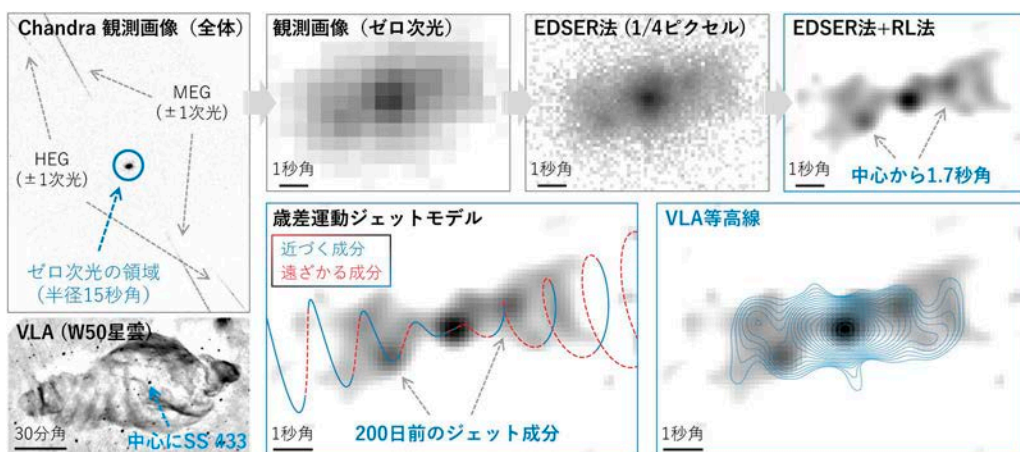 Chandra 観測画像（全体）
MEG
（±1次光）
HEG
（±1次光）
ゼロ次光の領域
（半径15秒角）
観測画像（ゼロ次光）
1秒角
EDSER法 (1/4ピクセル)
1秒角
EDSER法+RL法
中心から1.7秒角
1秒角
VLA (W50星雲)
30分角
中心にSS 433
歳差運動ジェットモデル
近づく成分
遠ざかる成分
1秒角
200日前のジェット成分
VLA等高線
1秒角